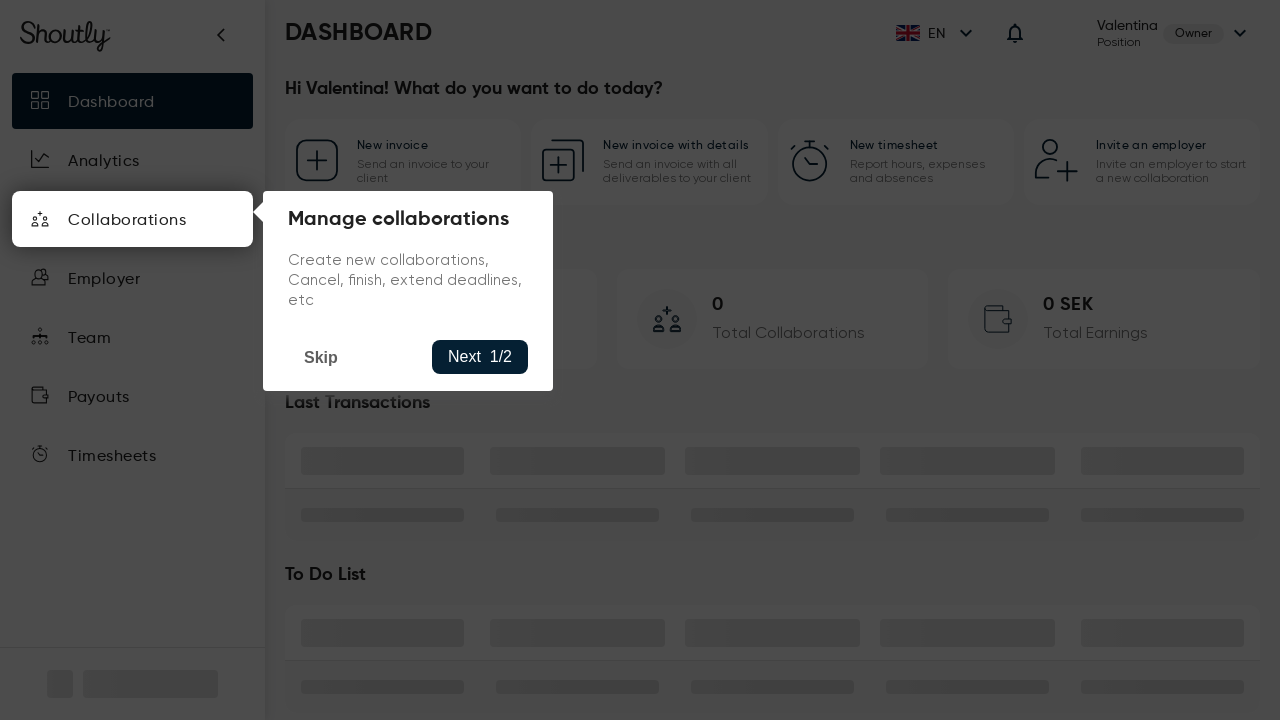 Shoutly
DASHBOARD
EN
Valentina
Position
Owner
Dashboard
Analytics
Collaborations
Employer
Team
Payouts
Timesheets
Hi Valentina! What do you want to do today?
New invoice
Send an invoice to your
client
New invoice with details
Send an invoice with all
deliverables to your client
New timesheet
Report hours, expenses
and absences
Invite an employer
Invite an employer to start
a new collaboration
Manage collaborations
Create new collaborations,
Cancel, finish, extend deadlines,
etc
Skip
Next 1/2
0
Total Collaborations
0 SEK
Total Earnings
Last Transactions
To Do List